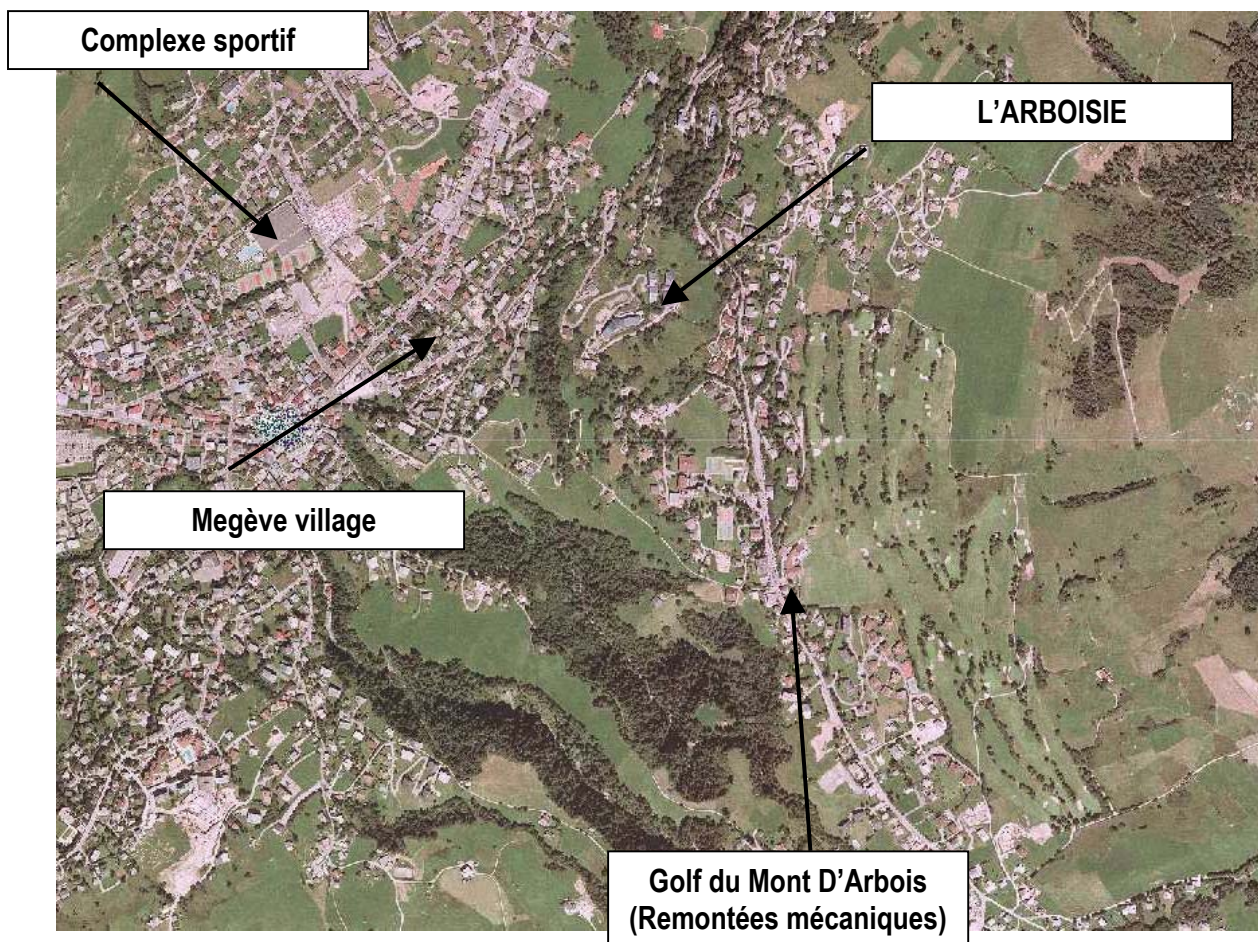 Complexe sportif
L'ARBOISIE
Megève village
Golf du Mont D'Arbois
(Remontées mécaniques)